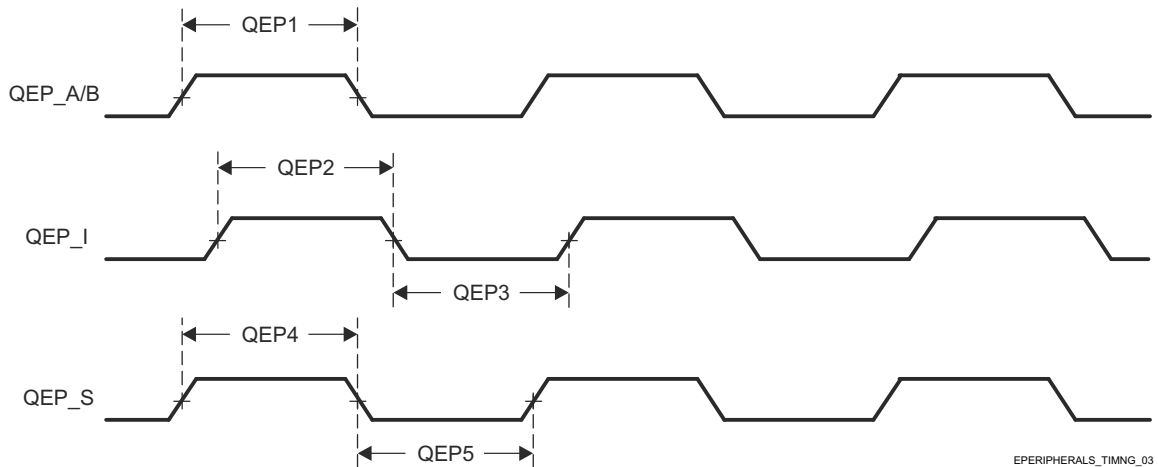 QEP1
QEP_A/B
QEP2
QEP_I
QEP3
QEP4
QEP_S
QEP5
EPERIPHERALS_TIMNG_03